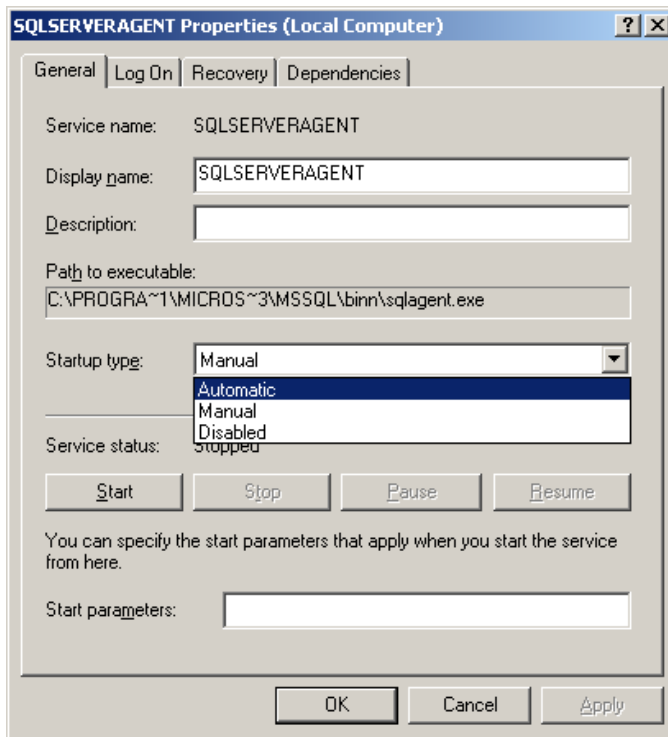 SQLSERVERAGENT Properties (Local Computer)
General Log On Recovery Dependencies
Service name: SQLSERVERAGENT
Display name: SQLSERVERAGENT
Description:
Path to executable:
C:\PROGRA~1\MICROS~3\MSSQL\binn\sqlagent.exe
Startup type: Manual
Automatic
Manual
Disabled
Service status: Stopped
Start Stop Pause Resume
You can specify the start parameters that apply when you start the service
from here.
Start parameters:
OK Cancel Apply